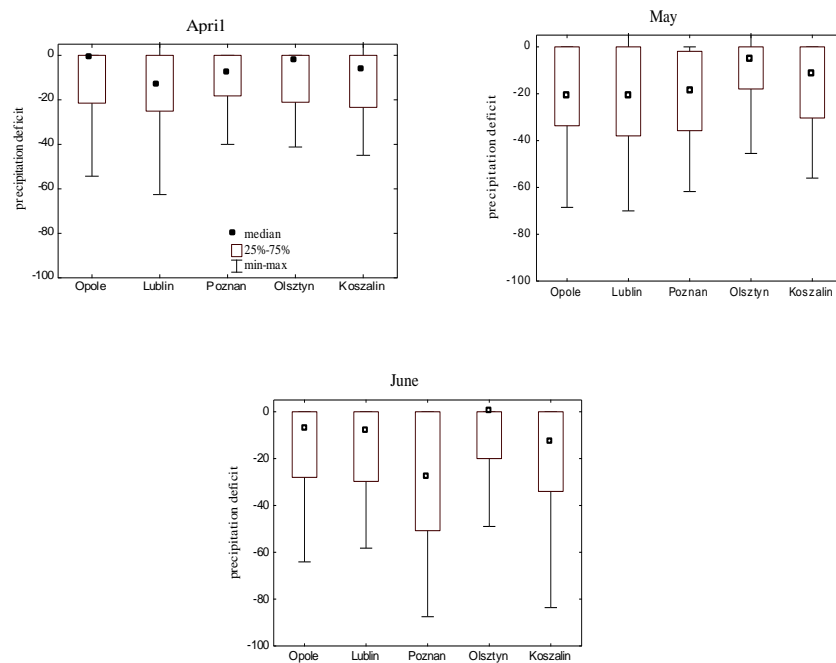 April
precipitation deficit
0
-20
-40
-60
-80
-100
median
25%-75%
min-max
Opole Lublin Poznan Olsztyn Koszalin
May
precipitation deficit
0
-20
-40
-60
-80
-100
Opole Lublin Poznan Olsztyn Koszalin
June
precipitation deficit
0
-20
-40
-60
-80
-100
Opole Lublin Poznan Olsztyn Koszalin